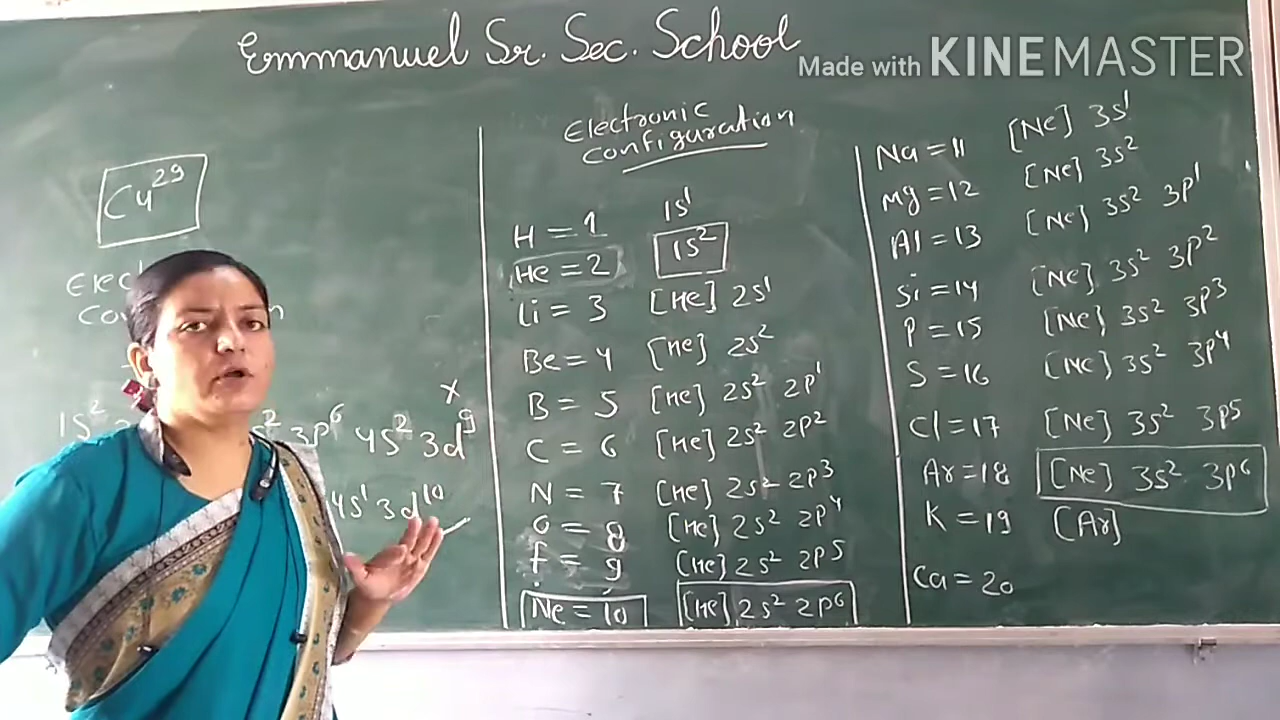 Emmanuel Sr. Sec. School
Made with KINEMASTER
Cu29
1s² 3p⁶ 4s² 3d⁹
x
4s¹ 3d¹⁰
Electronic
Configuration
H = 1 1s¹
He = 2 1s²
Li = 3 [He] 2s¹
Be = 4 [He] 2s²
B = 5 [He] 2s² 2p¹
C = 6 [He] 2s² 2p²
N = 7 [He] 2s² 2p³
O = 8 [He] 2s² 2p⁴
f = 9 [He] 2s² 2p⁵
Ne = 10 [He] 2s² 2p⁶
Na = 11 [Ne] 3s¹
Mg = 12 [Ne] 3s²
Al = 13 [Ne] 3s² 3p¹
Si = 14 [Ne] 3s² 3p²
P = 15 [Ne] 3s² 3p³
S = 16 [Ne] 3s² 3p⁴
Cl = 17 [Ne] 3s² 3p⁵
Ar = 18 [Ne] 3s² 3p⁶
K = 19 [Ar]
Ca = 20